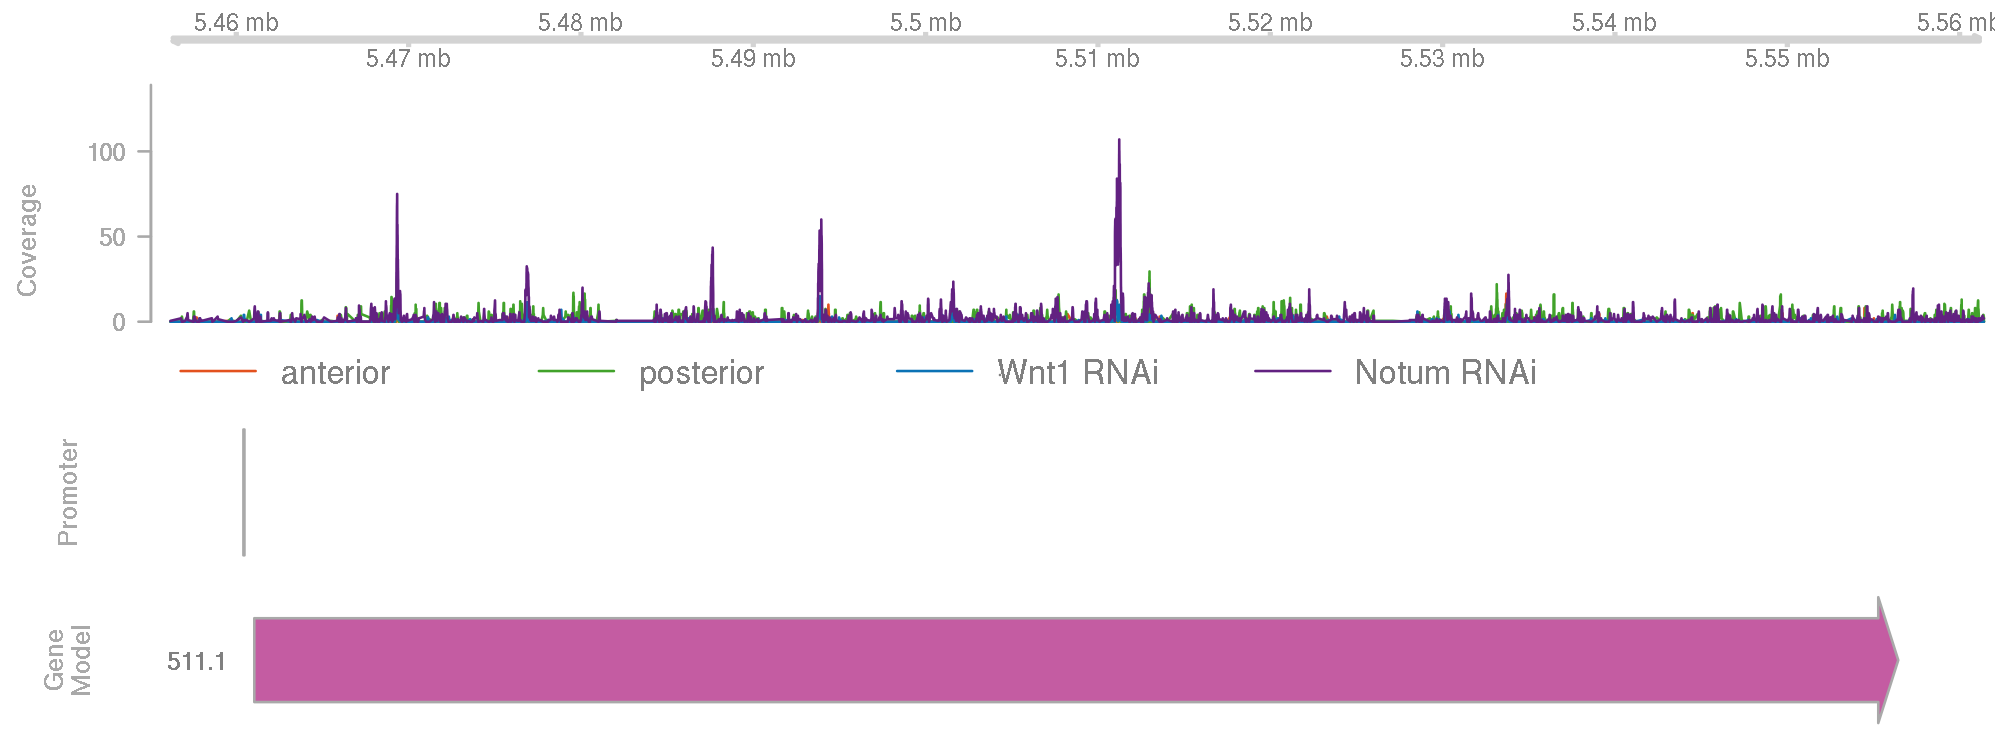 5.46 mb 5.48 mb 5.5 mb 5.52 mb 5.54 mb 5.56 mb
5.47 mb 5.49 mb 5.51 mb 5.53 mb 5.55 mb
Coverage
100
50
0
anterior posterior Wnt1 RNAi Notum RNAi
Promoter
Gene
Model
511.1